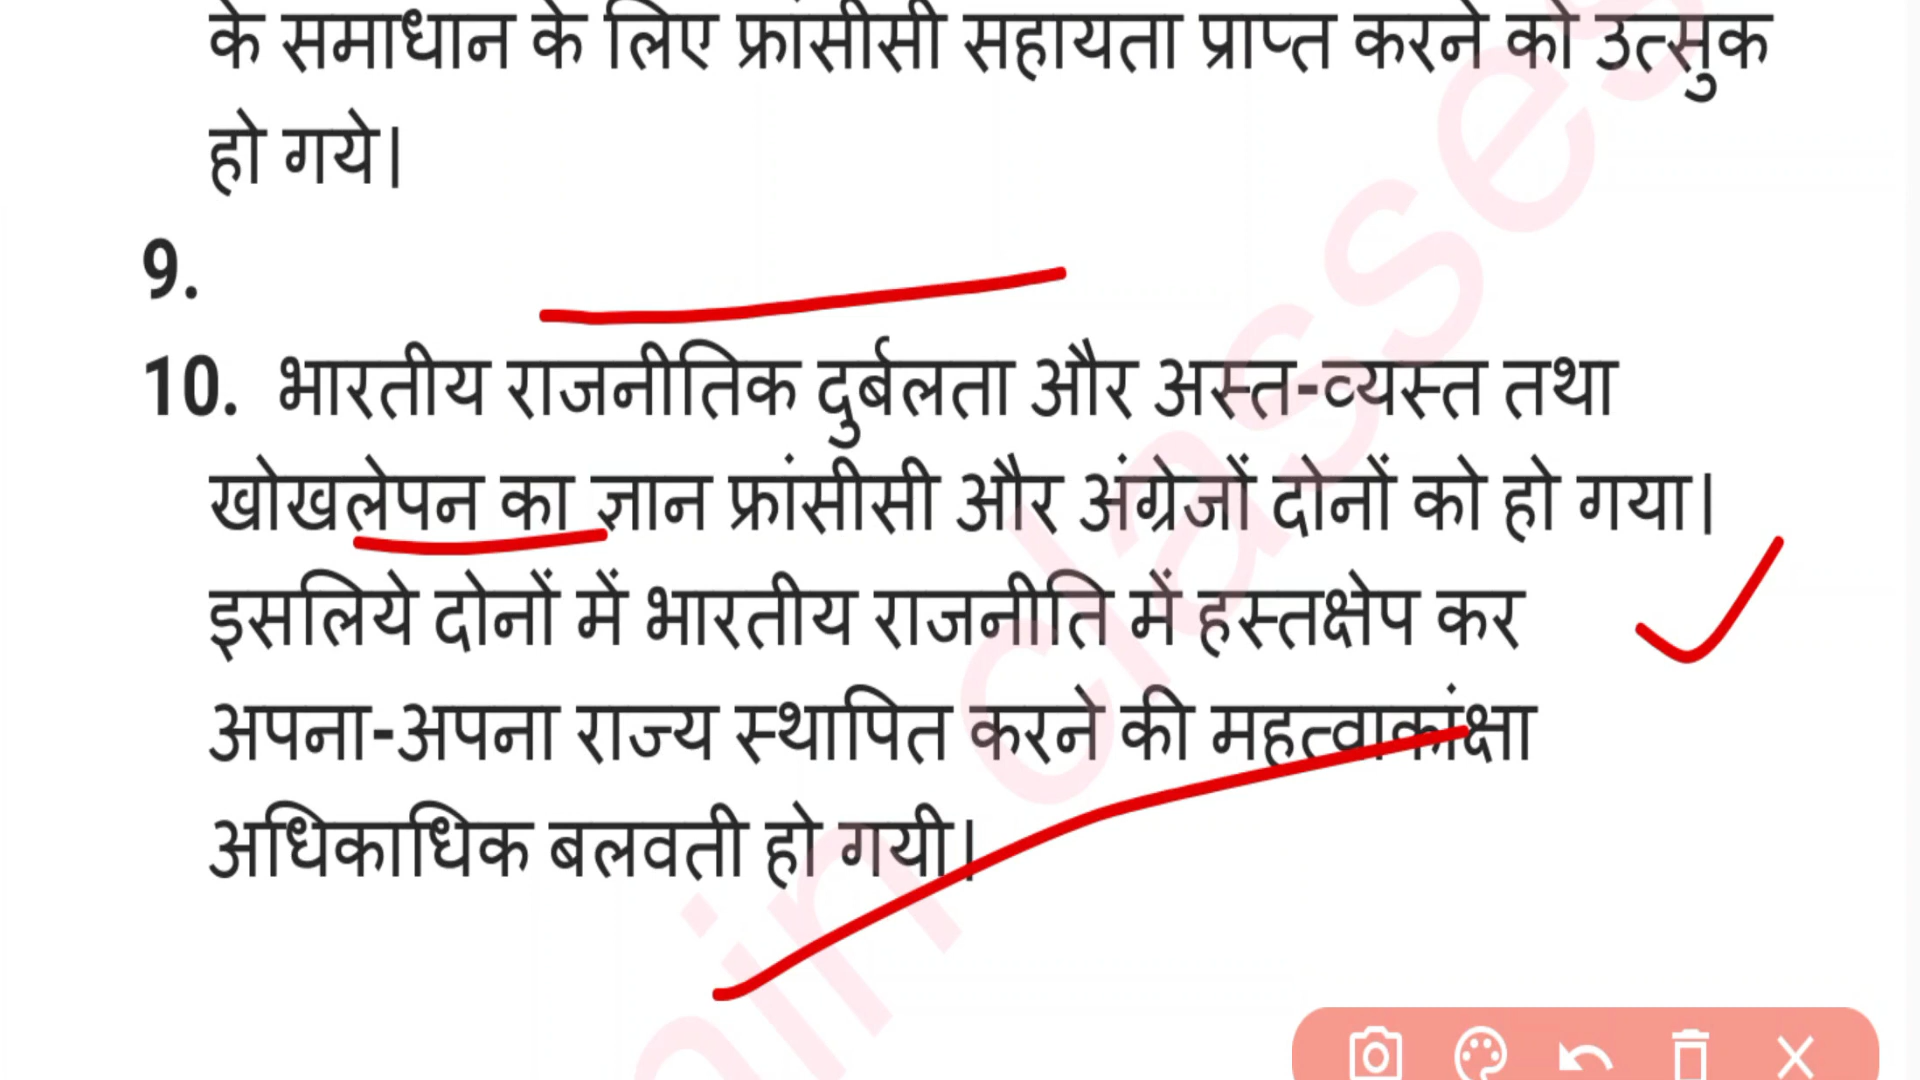 के समाधान के लिए फ्रांसीसी सहायता प्राप्त करने को उत्सुक
हो गये।
9.
10. भारतीय राजनीतिक दुर्बलता और अस्त-व्यस्त तथा
खोखलेपन का ज्ञान फ्रांसीसी और अंग्रेजों दोनों को हो गया।
इसलिये दोनों में भारतीय राजनीति में हस्तक्षेप कर
अपना-अपना राज्य स्थापित करने की महत्वाकांक्षा
अधिकाधिक बलवती हो गयी।
classes